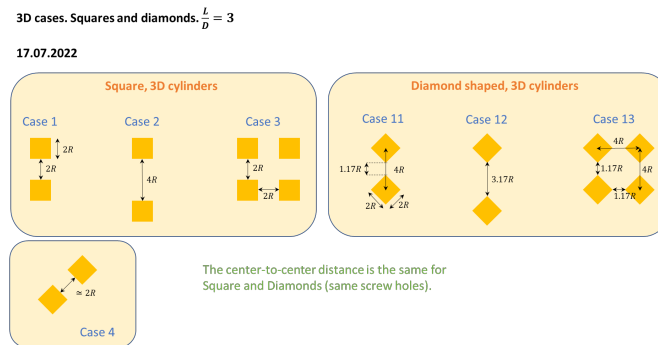 3D cases. Squares and diamonds. L/D = 3
17.07.2022
Square, 3D cylinders
Case 1
Case 2
Case 3
2R
2R
4R
2R
2R
Diamond shaped, 3D cylinders
Case 11
Case 12
Case 13
1.17R
4R
2R
2R
3.17R
4R
1.17R
4R
1.17R
≃ 2R
Case 4
The center-to-center distance is the same for
Square and Diamonds (same screw holes).